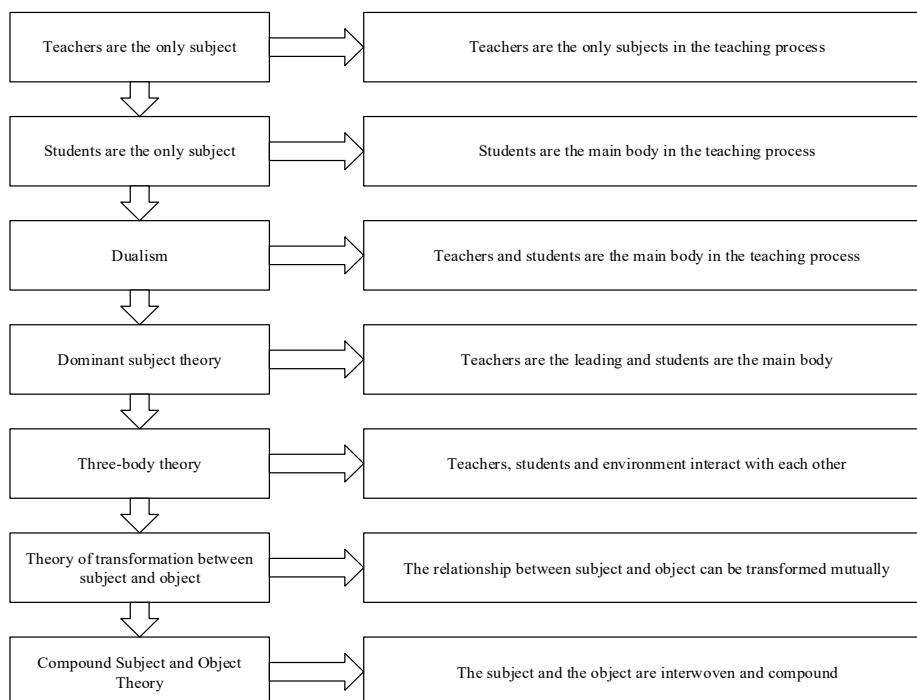 Teachers are the only subject
Teachers are the only subjects in the teaching process
Students are the only subject
Students are the main body in the teaching process
Dualism
Teachers and students are the main body in the teaching process
Dominant subject theory
Teachers are the leading and students are the main body
Three-body theory
Teachers, students and environment interact with each other
Theory of transformation between
subject and object
The relationship between subject and object can be transformed mutually
Compound Subject and Object
Theory
The subject and the object are interwoven and compound